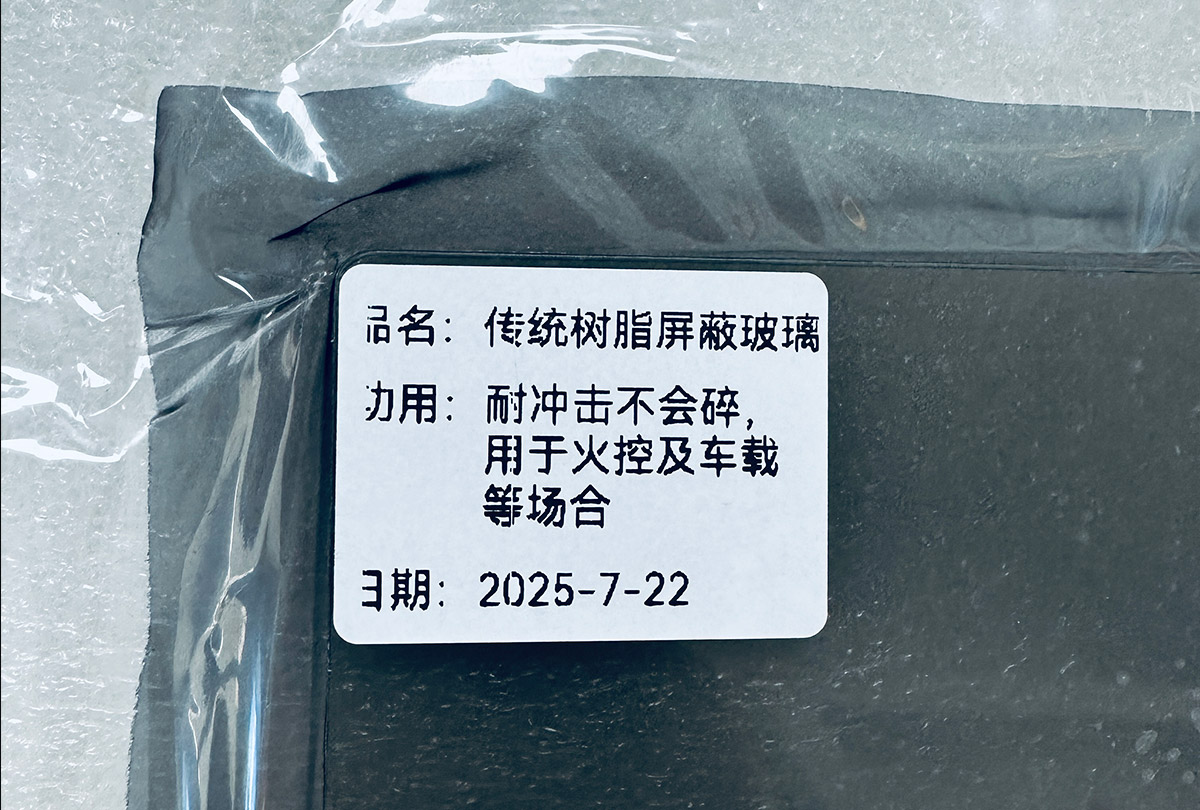 品名：传统树脂屏蔽玻璃
功用：耐冲击不会碎，
用于火控及车载
等场合
日期：2025-7-22